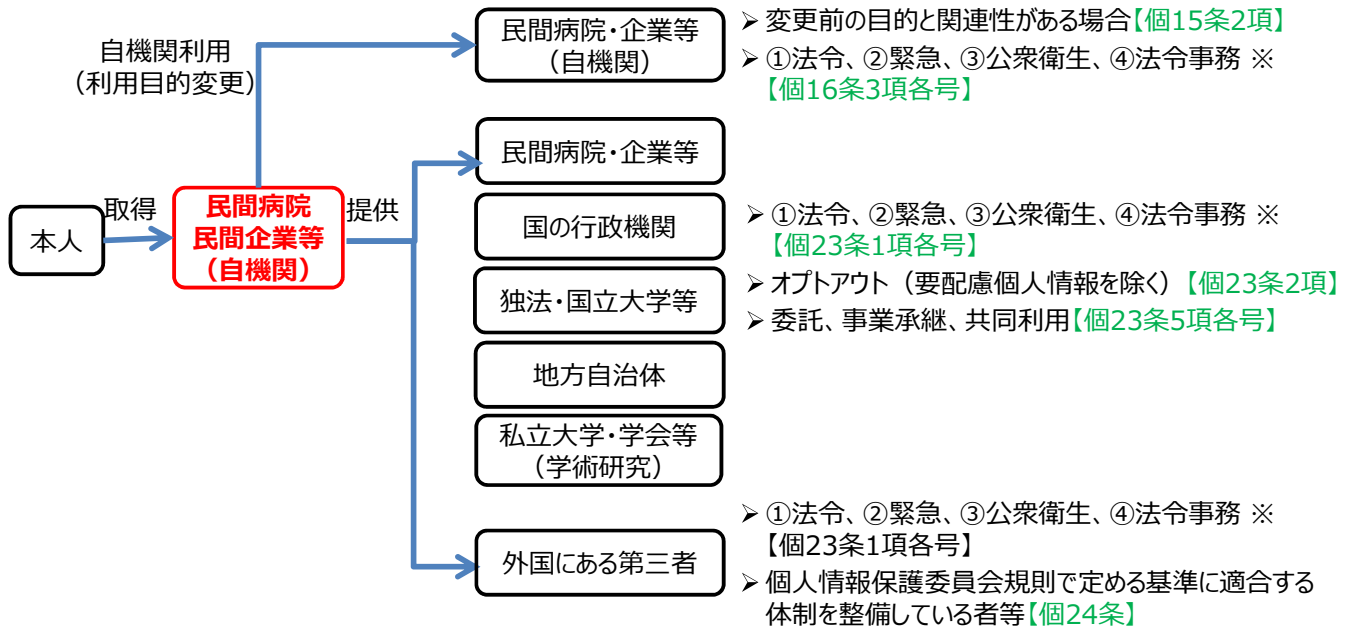 自機関利用
（利用目的変更）
本人
取得
民間病院
民間企業等
（自機関）
提供
民間病院・企業等
（自機関）
民間病院・企業等
国の行政機関
独法・国立大学等
地方自治体
私立大学・学会等
（学術研究）
外国にある第三者
➢ 変更前の目的と関連性がある場合【個15条2項】
➢ ①法令、②緊急、③公衆衛生、④法令事務 ※
【個16条3項各号】
➢ ①法令、②緊急、③公衆衛生、④法令事務 ※
【個23条1項各号】
➢ オプトアウト（要配慮個人情報を除く）【個23条2項】
➢ 委託、事業承継、共同利用【個23条5項各号】
➢ ①法令、②緊急、③公衆衛生、④法令事務 ※
【個23条1項各号】
➢ 個人情報保護委員会規則で定める基準に適合する
体制を整備している者等【個24条】